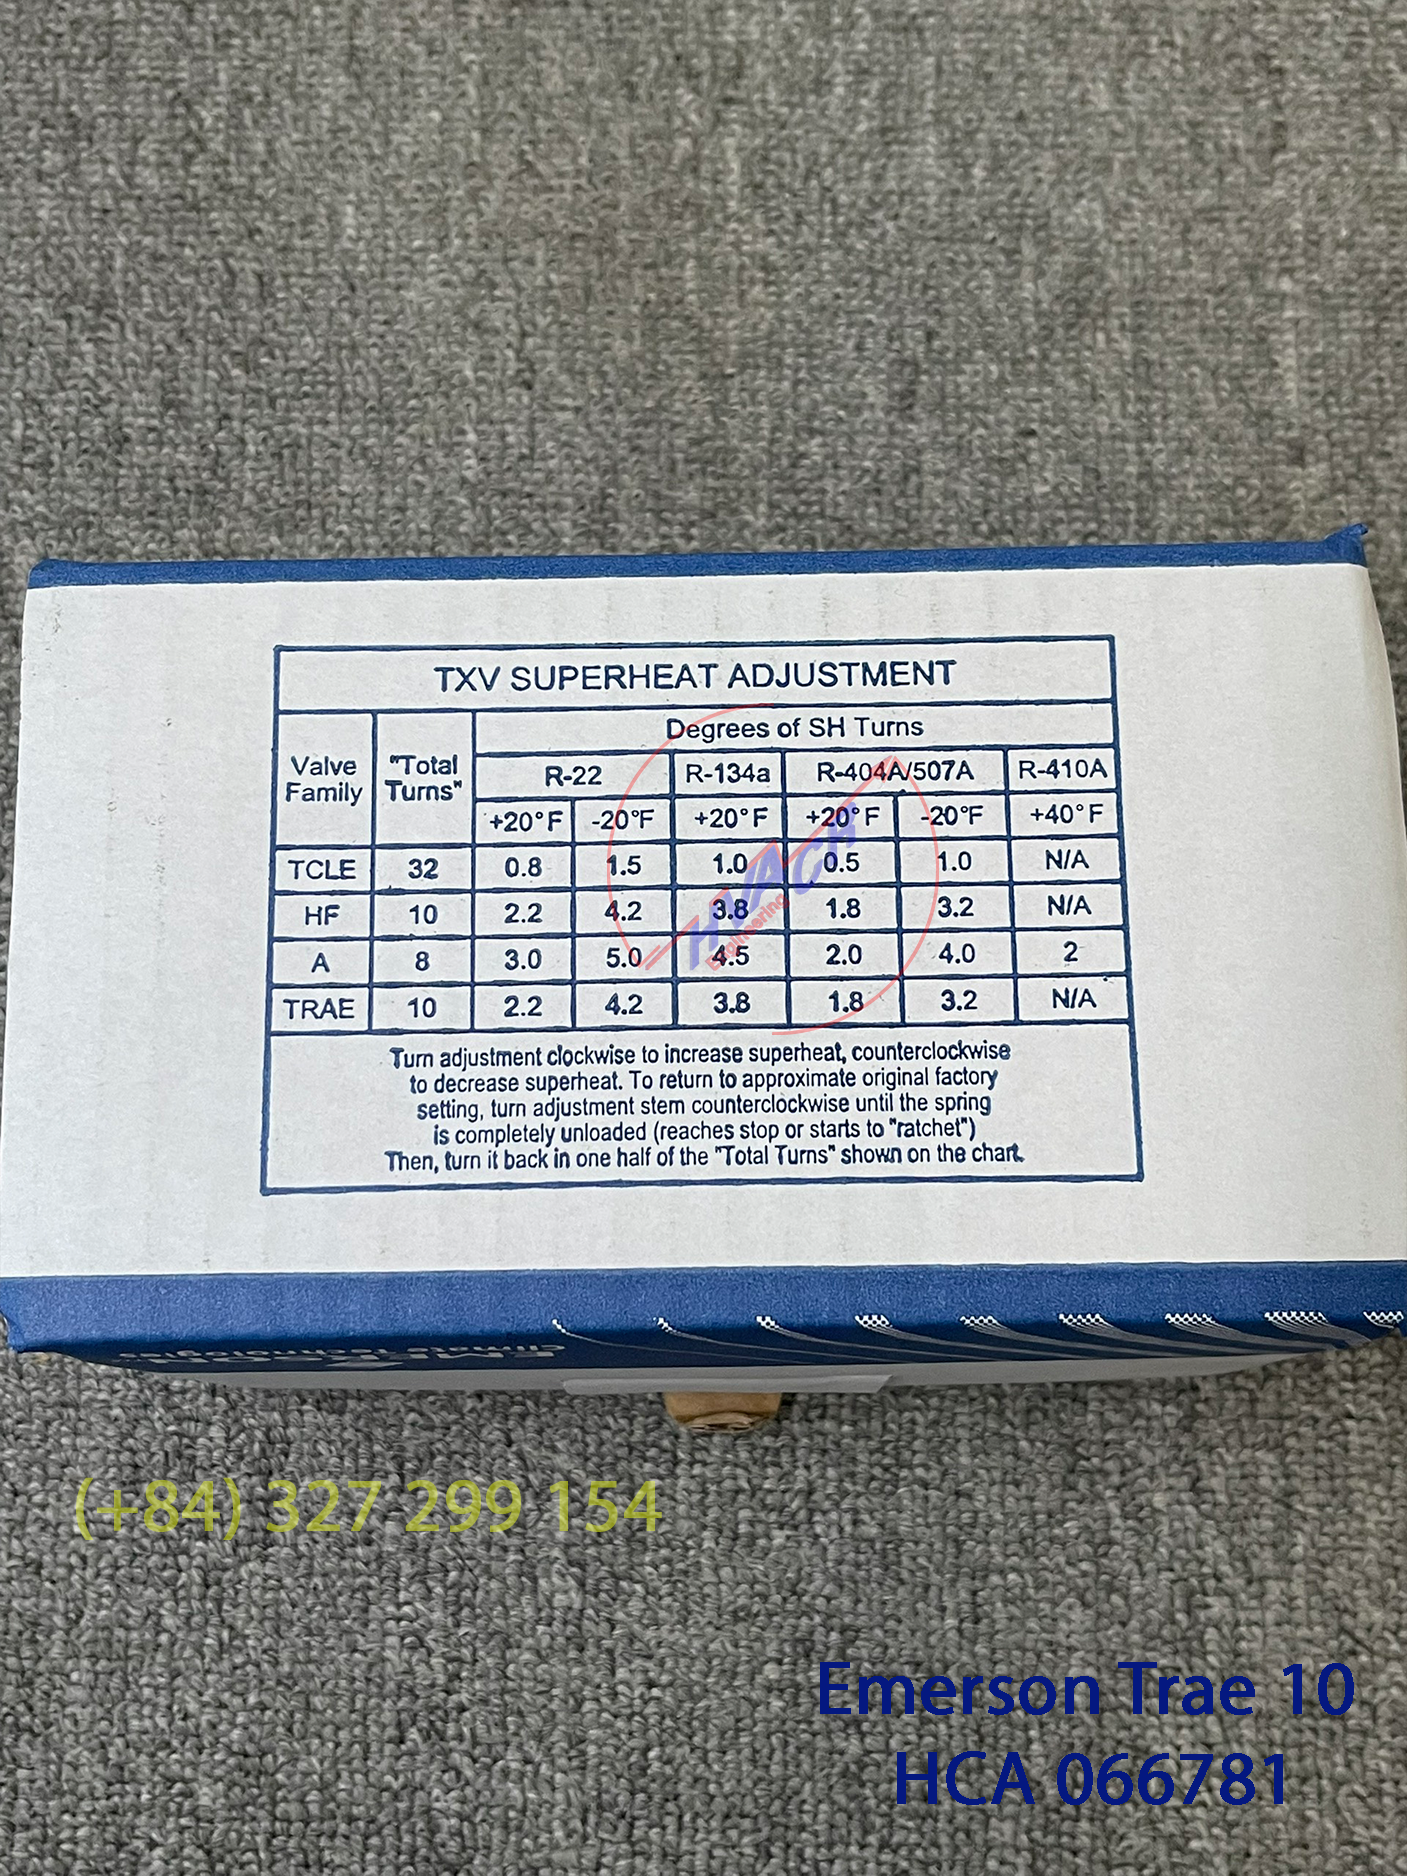 TXV SUPERHEAT ADJUSTMENT
Valve Family "Total Turns" Degrees of SH Turns
R-22 R-134a R-404A/507A R-410A
+20°F -20°F +20°F +20°F -20°F +40°F
TCLE 32 0.8 1.5 1.0 0.5 1.0 N/A
HF 10 2.2 4.2 3.8 1.8 3.2 N/A
A 8 3.0 5.0 4.5 2.0 4.0 2
TRAE 10 2.2 4.2 3.8 1.8 3.2 N/A
Turn adjustment clockwise to increase superheat, counterclockwise
to decrease superheat. To return to approximate original factory
setting, turn adjustment stem counterclockwise until the spring
is completely unloaded (reaches stop or starts to "ratchet")
Then, turn it back in one half of the "Total Turns" shown on the chart.
HVACR
Engineering
EMERSON
Climate Technologies
(+84) 327 299 154
Emerson Trae 10
HCA 066781